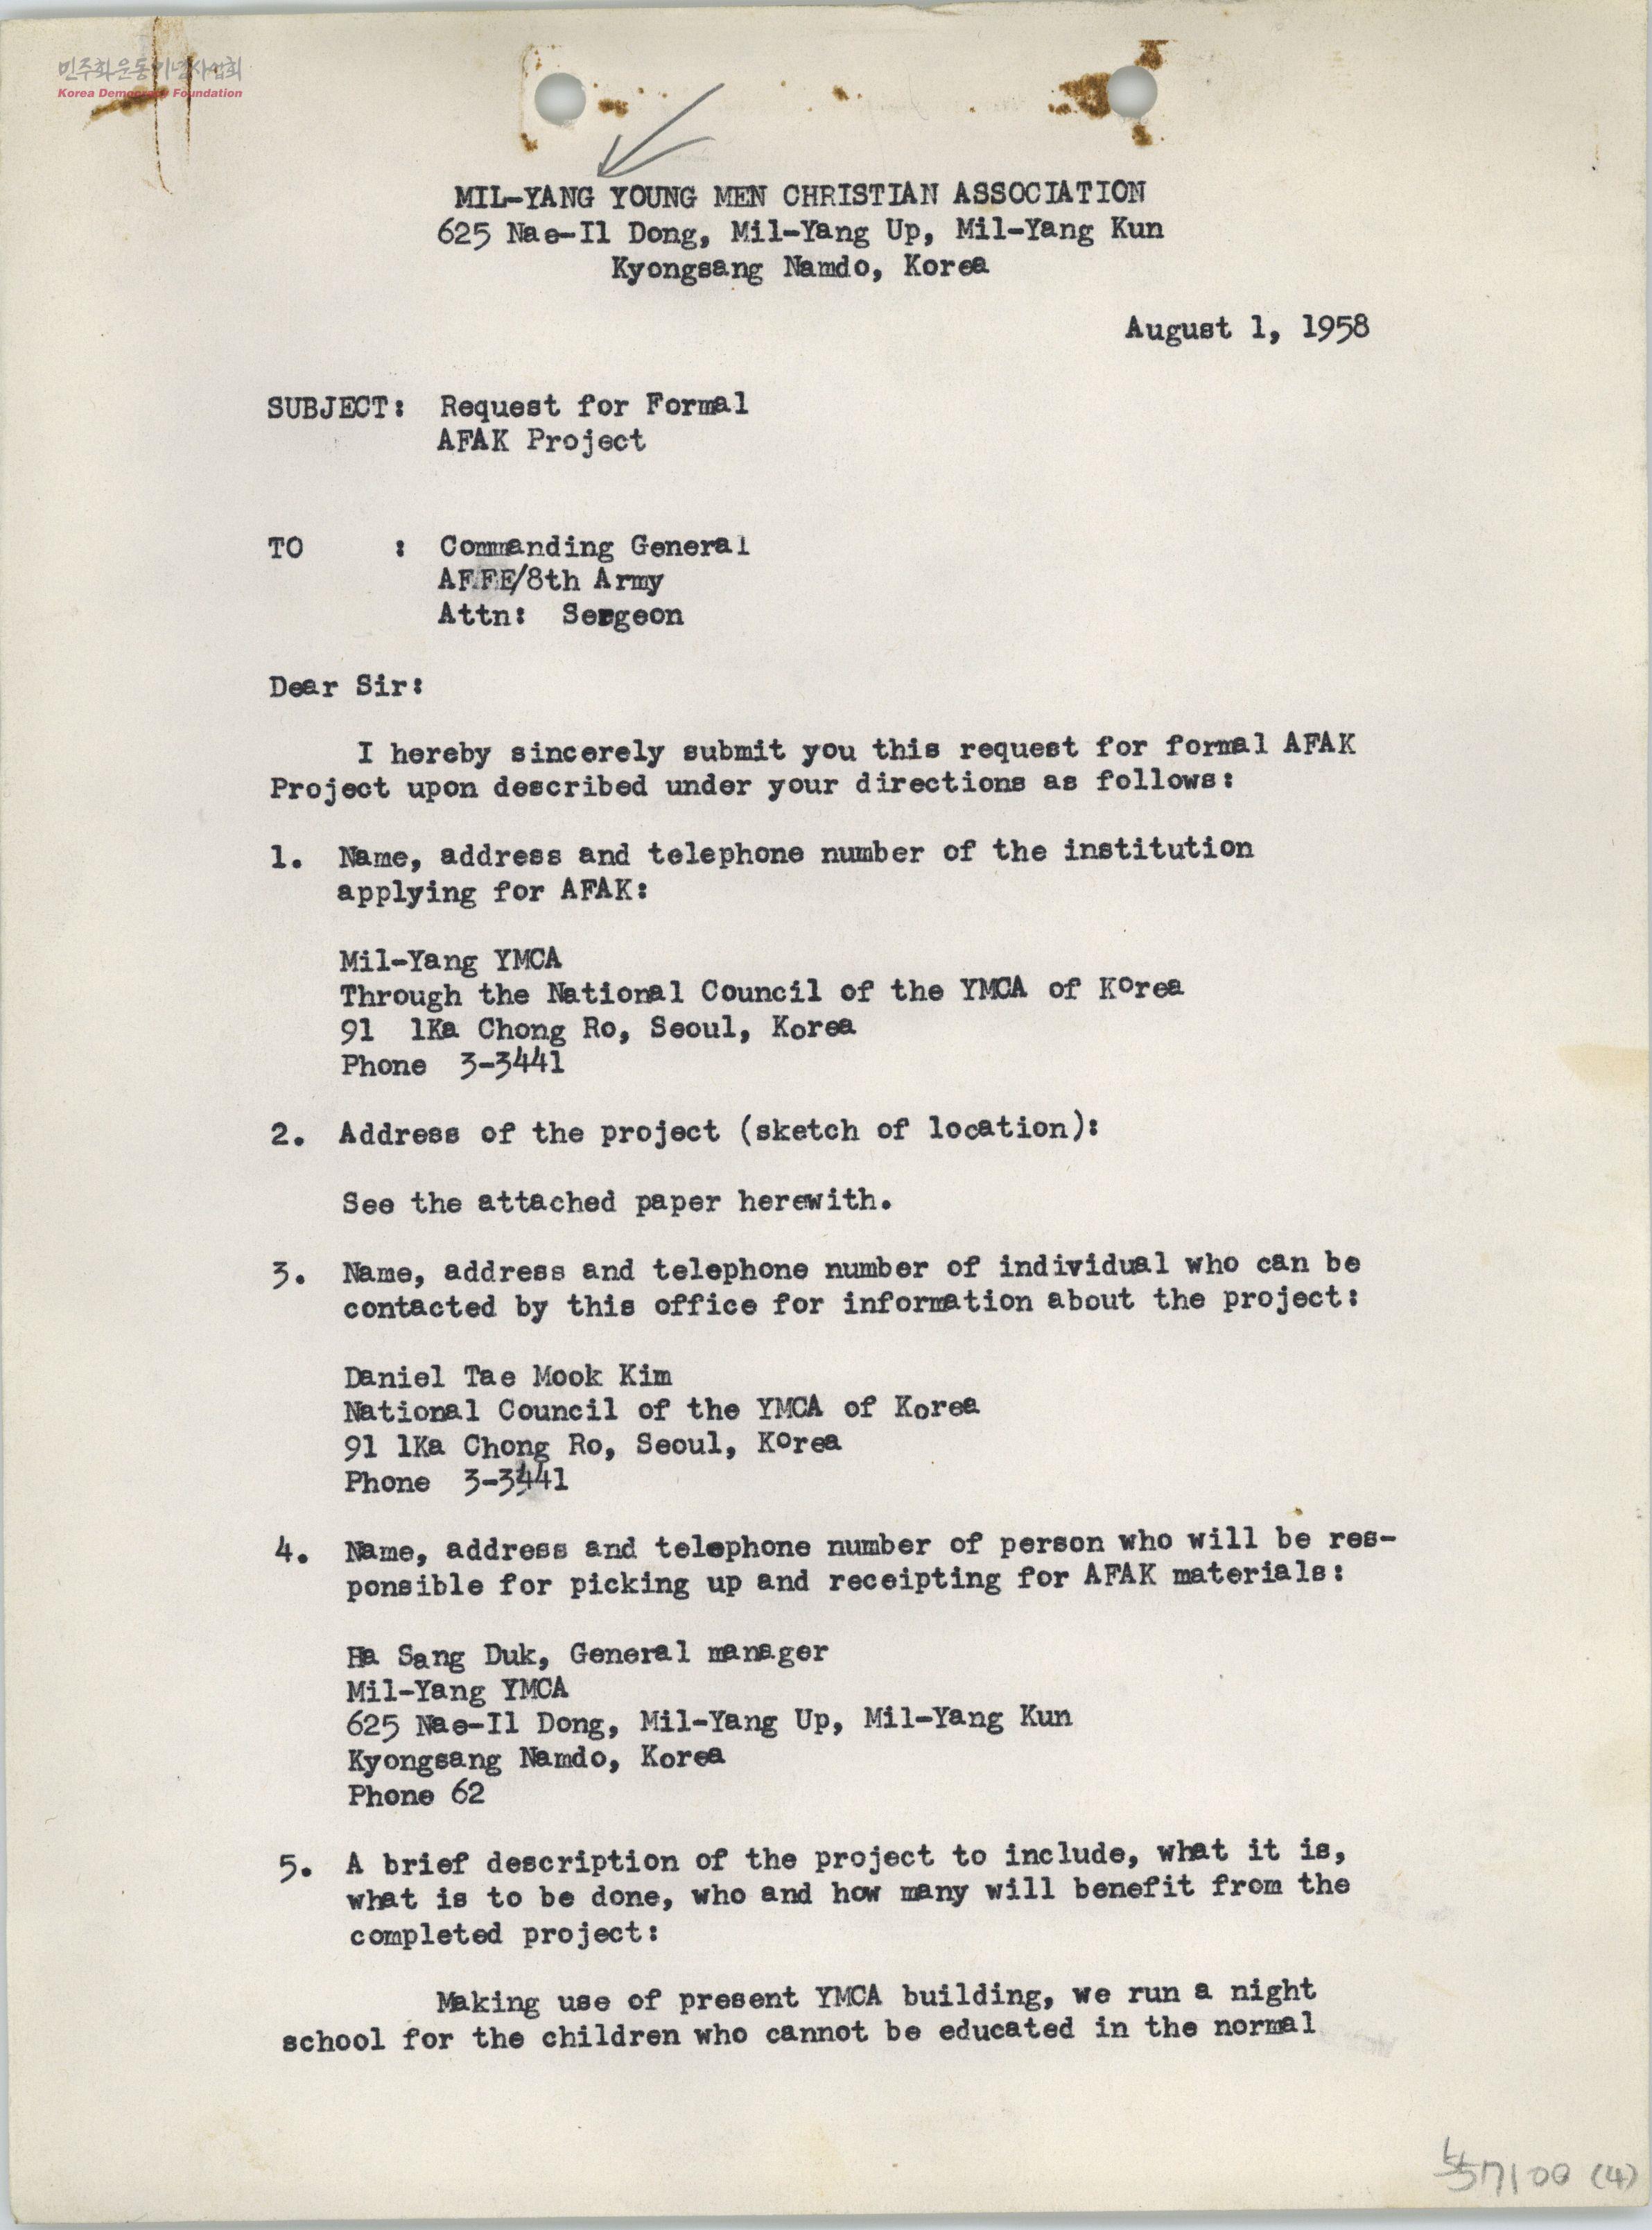 민주화운동기념사업회
Korea Democracy Foundation
MIL-YANG YOUNG MEN CHRISTIAN ASSOCIATION
625 Nae-Il Dong, Mil-Yang Up, Mil-Yang Kun
Kyongsang Namdo, Korea
August 1, 1958
SUBJECT: Request for Formal
AFAK Project
TO : Commanding General
AFFE/8th Army
Attn: Sergeon
Dear Sir:
I hereby sincerely submit you this request for formal AFAK
Project upon described under your directions as follows:
1. Name, address and telephone number of the institution
applying for AFAK:
Mil-Yang YMCA
Through the National Council of the YMCA of Korea
91 1Ka Chong Ro, Seoul, Korea
Phone 3-3441
2. Address of the project (sketch of location):
See the attached paper herewith.
3. Name, address and telephone number of individual who can be
contacted by this office for information about the project:
Daniel Tae Mook Kim
National Council of the YMCA of Korea
91 1Ka Chong Ro, Seoul, Korea
Phone 3-3441
4. Name, address and telephone number of person who will be res-
ponsible for picking up and receipting for AFAK materials:
Ha Sang Duk, General manager
Mil-Yang YMCA
625 Nae-Il Dong, Mil-Yang Up, Mil-Yang Kun
Kyongsang Namdo, Korea
Phone 62
5. A brief description of the project to include, what it is,
what is to be done, who and how many will benefit from the
completed project:
Making use of present YMCA building, we run a night
school for the children who cannot be educated in the normal
(4)